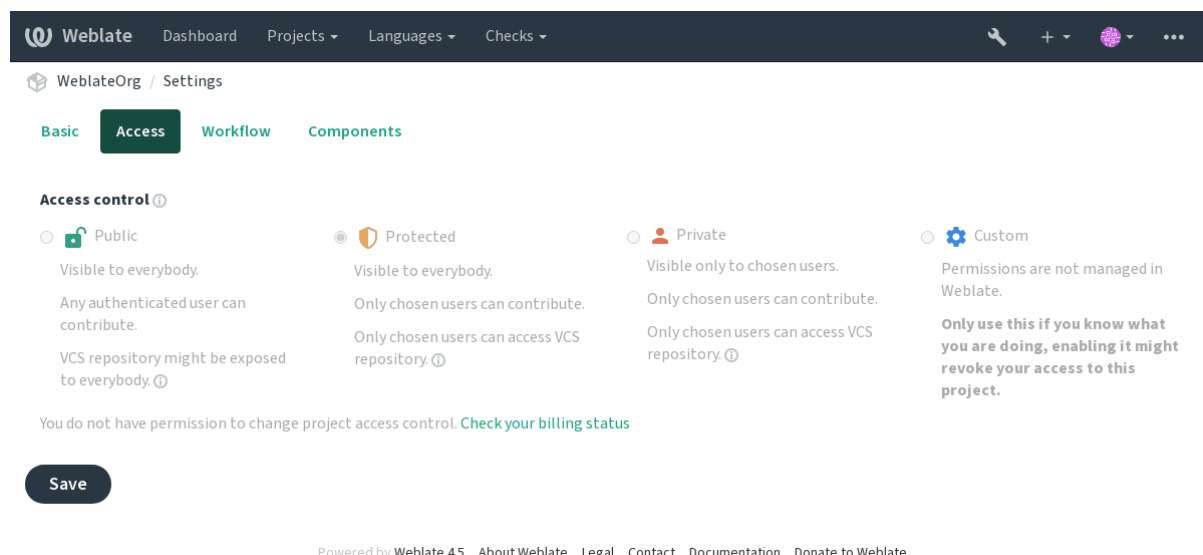 Weblate Dashboard Projects Languages Checks
WeblateOrg / Settings
Basic Access Workflow Components
Access control
Public
Visible to everybody.
Any authenticated user can
contribute.
VCS repository might be exposed
to everybody.
Protected
Visible to everybody.
Only chosen users can contribute.
Only chosen users can access VCS
repository.
Private
Visible only to chosen users.
Only chosen users can contribute.
Only chosen users can access VCS
repository.
Custom
Permissions are not managed in
Weblate.
Only use this if you know what
you are doing, enabling it might
revoke your access to this
project.
You do not have permission to change project access control. Check your billing status
Save
Powered by Weblate 4.5 About Weblate Legal Contact Documentation Donate to Weblate